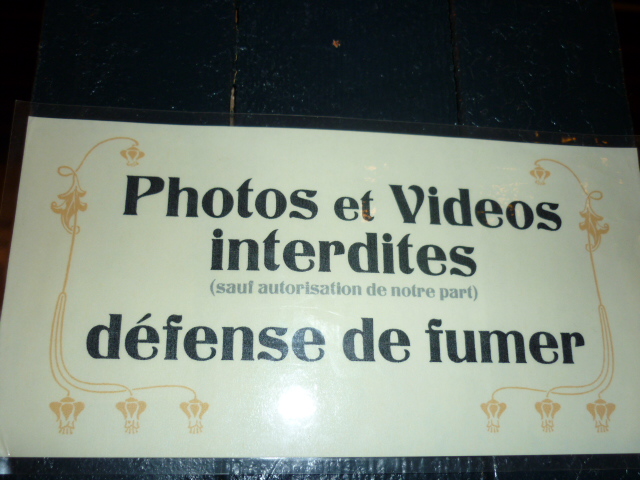 Photos et Videos
interdites
(sauf autorisation de notre part)
défense de fumer